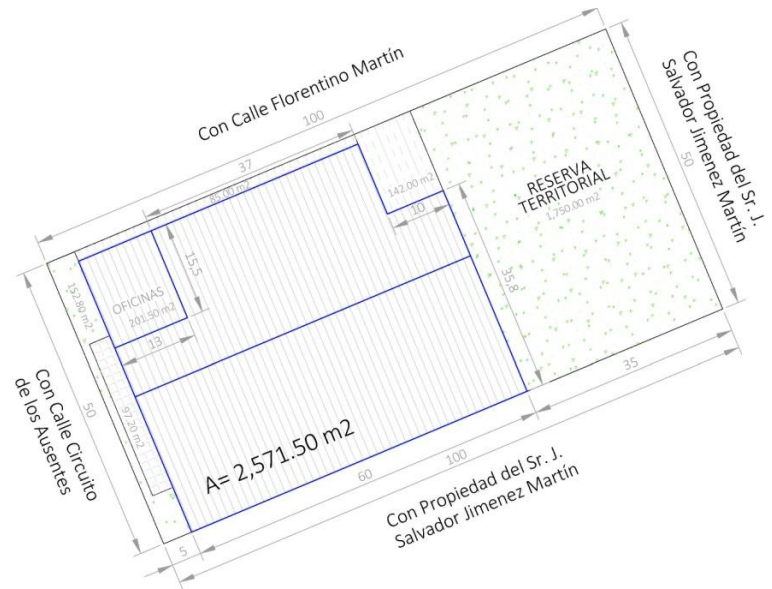 Con Calle Florentino Martín
100
37
85.00 m2
Con Propiedad del Sr. J.
Salvador Jimenez Martín
50
142.00 m2
10
RESERVA
TERRITORIAL
1,750.00 m2
15,5
35,8
152.80 m2
OFICINAS
201.50 m2
13
97.20 m2
Con Calle Circuito
de los Ausentes
50
A= 2,571.50 m2
35
60
100
5
Con Propiedad del Sr. J.
Salvador Jimenez Martín